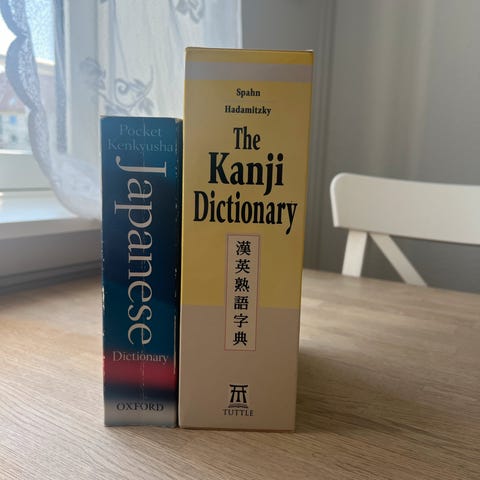 Pocket
Kenkyusha
Japanese
Dictionary
OXFORD
Spahn
Hadamitzky
The
Kanji
Dictionary
漢英熟語字典
TUTTLE